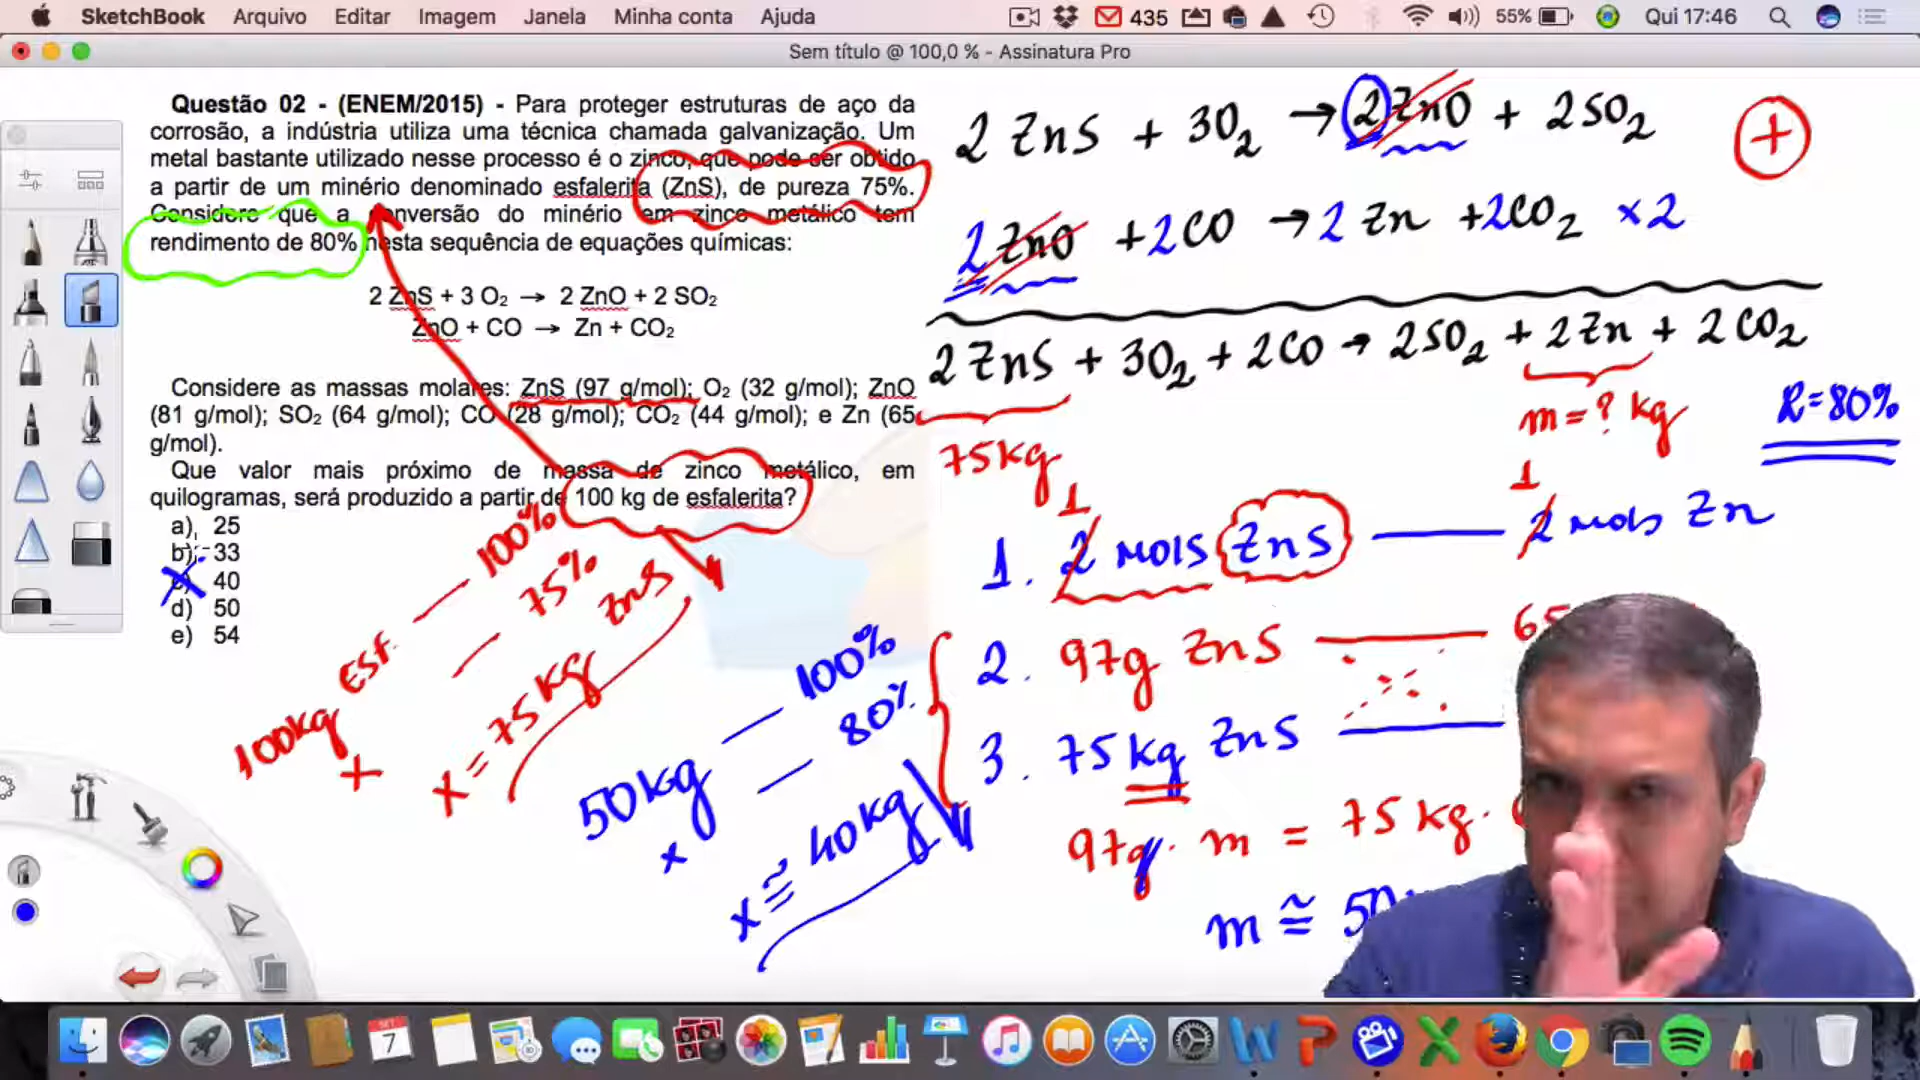 SketchBook Arquivo Editar Imagem Janela Minha conta Ajuda 435 55% Qui 17:46
Sem título @ 100,0 % - Assinatura Pro
Questão 02 - (ENEM/2015) - Para proteger estruturas de aço da
corrosão, a indústria utiliza uma técnica chamada galvanização. Um
metal bastante utilizado nesse processo é o zinco, que pode ser obtido
a partir de um minério denominado esfalerita (ZnS), de pureza 75%.
Considere que a conversão do minério em zinco metálico tem
rendimento de 80% nesta sequência de equações químicas:
2 ZnS + 3 O₂ → 2 ZnO + 2 SO₂
ZnO + CO → Zn + CO₂
Considere as massas molares: ZnS (97 g/mol); O₂ (32 g/mol); ZnO
(81 g/mol); SO₂ (64 g/mol); CO (28 g/mol); CO₂ (44 g/mol); e Zn (65
g/mol).
Que valor mais próximo de massa de zinco metálico, em
quilogramas, será produzido a partir de 100 kg de esfalerita?
a) 25
b) 33
c) 40
d) 50
e) 54
100kg Esf. — 100%
x — 75% ZnS
x = 75kg
50kg — 100%
x — 80%
x ≅ 40kg
2 ZnS + 3O₂ → 2ZnO + 2SO₂
+
2ZnO + 2CO → 2 Zn + 2CO₂ ×2
2 ZnS + 3O₂ + 2CO → 2SO₂ + 2Zn + 2CO₂
75kg
m = ? kg
R = 80%
1 1
1. 2 MOIS ZnS — 2 MOIS Zn
2. 97g ZnS — 65
3. 75 kg ZnS —
97g . m = 75 kg .
m ≅ 50
SET
7